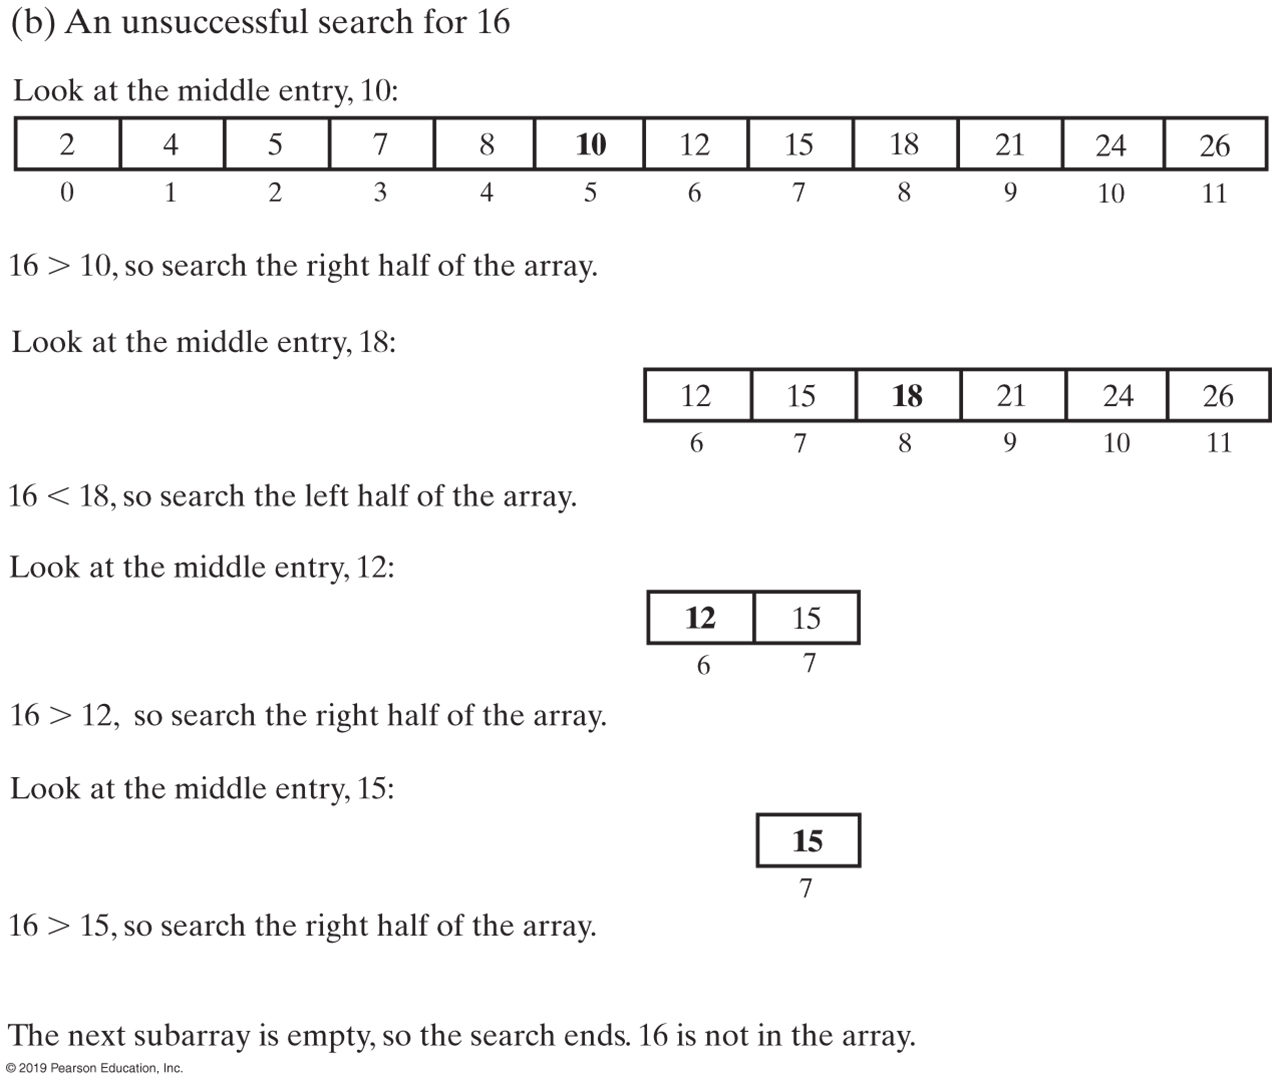 (b) An unsuccessful search for 16
Look at the middle entry, 10:
2 4 5 7 8 10 12 15 18 21 24 26
0 1 2 3 4 5 6 7 8 9 10 11
16 > 10, so search the right half of the array.
Look at the middle entry, 18:
12 15 18 21 24 26
6 7 8 9 10 11
16 < 18, so search the left half of the array.
Look at the middle entry, 12:
12 15
6 7
16 > 12, so search the right half of the array.
Look at the middle entry, 15:
15
7
16 > 15, so search the right half of the array.
The next subarray is empty, so the search ends. 16 is not in the array.
© 2019 Pearson Education, Inc.